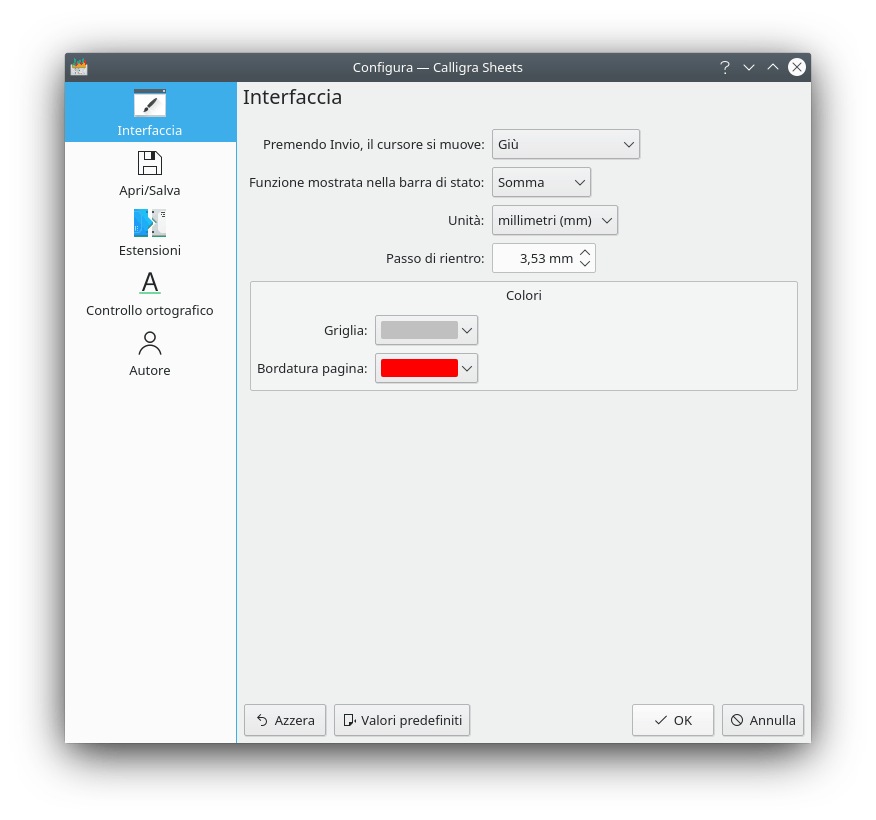 Configura — Calligra Sheets
Interfaccia
Apri/Salva
Estensioni
Controllo ortografico
Autore
Interfaccia
Premendo Invio, il cursore si muove: Giù
Funzione mostrata nella barra di stato: Somma
Unità: millimetri (mm)
Passo di rientro: 3,53 mm
Colori
Griglia:
Bordatura pagina:
Azzera Valori predefiniti OK Annulla